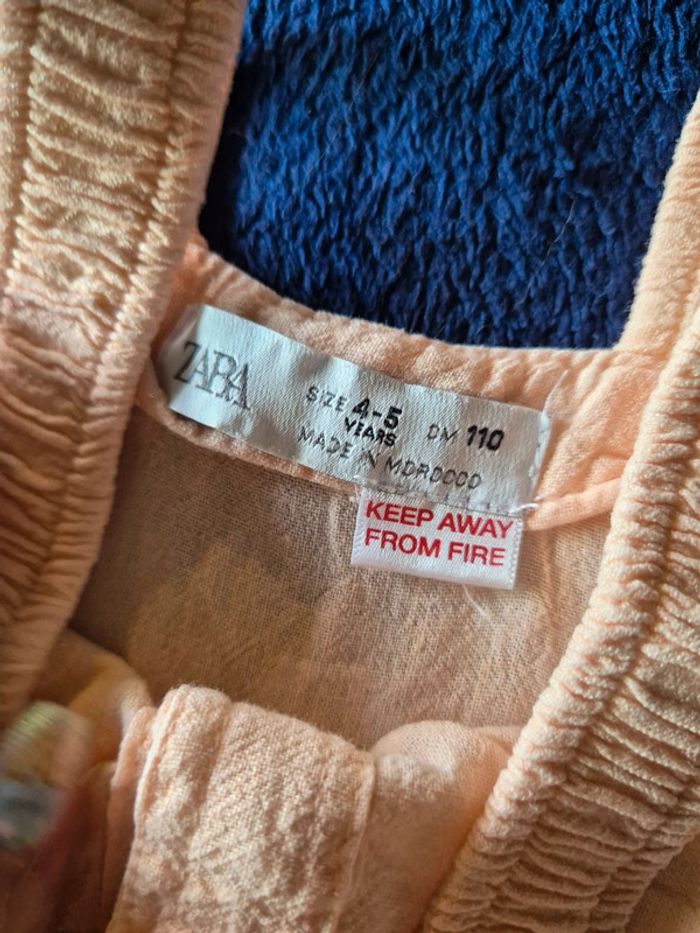 ZARA
SIZE 4-5 CM 110
YEARS
MADE IN MOROCCO
KEEP AWAY
FROM FIRE